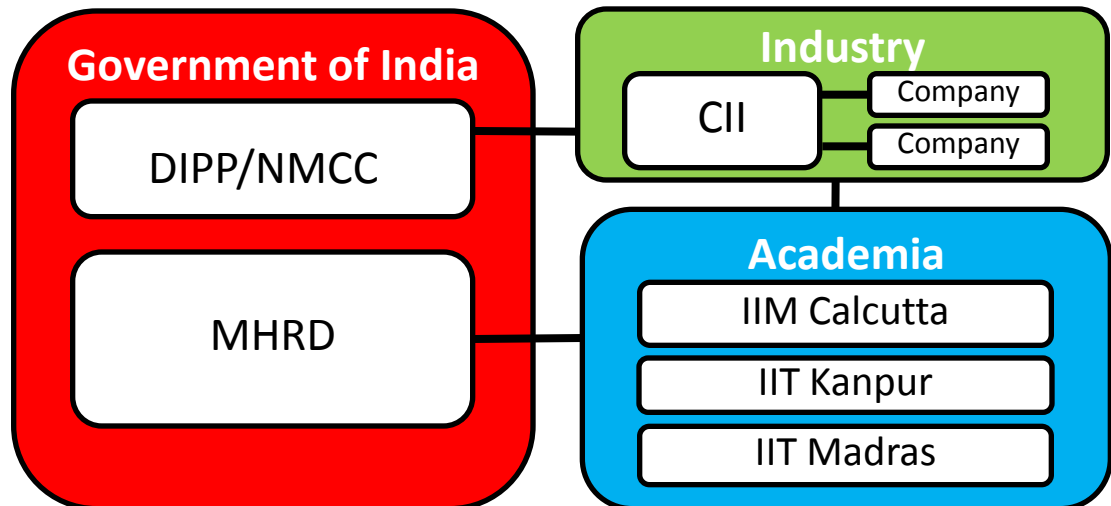 Government of India
DIPP/NMCC
MHRD
Industry
CII
Company
Company
Academia
IIM Calcutta
IIT Kanpur
IIT Madras